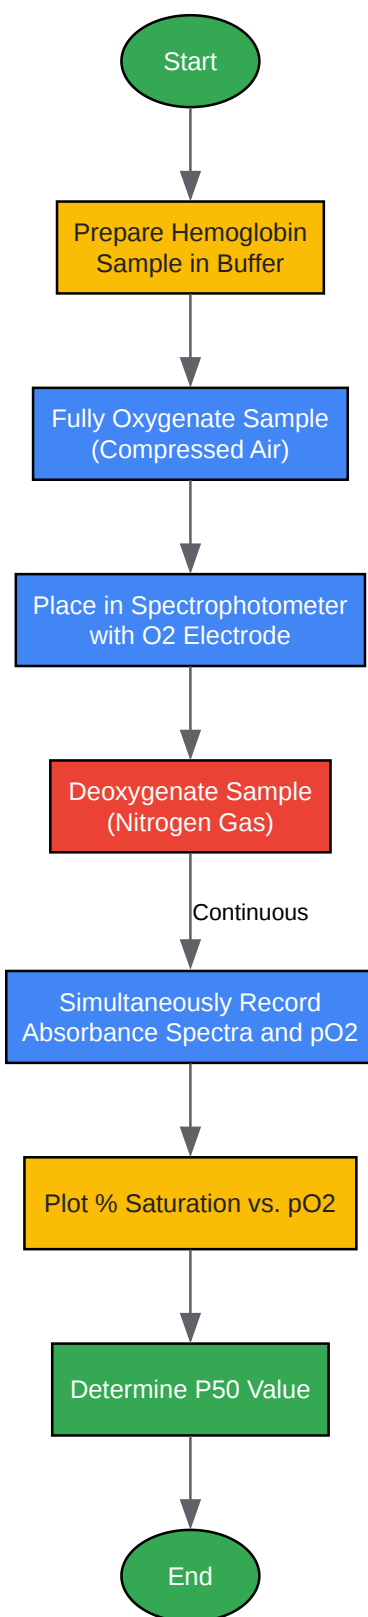 Start
Prepare Hemoglobin
Sample in Buffer
Fully Oxygenate Sample
(Compressed Air)
Place in Spectrophotometer
with O2 Electrode
Deoxygenate Sample
(Nitrogen Gas)
Continuous
Simultaneously Record
Absorbance Spectra and pO2
Plot % Saturation vs. pO2
Determine P50 Value
End